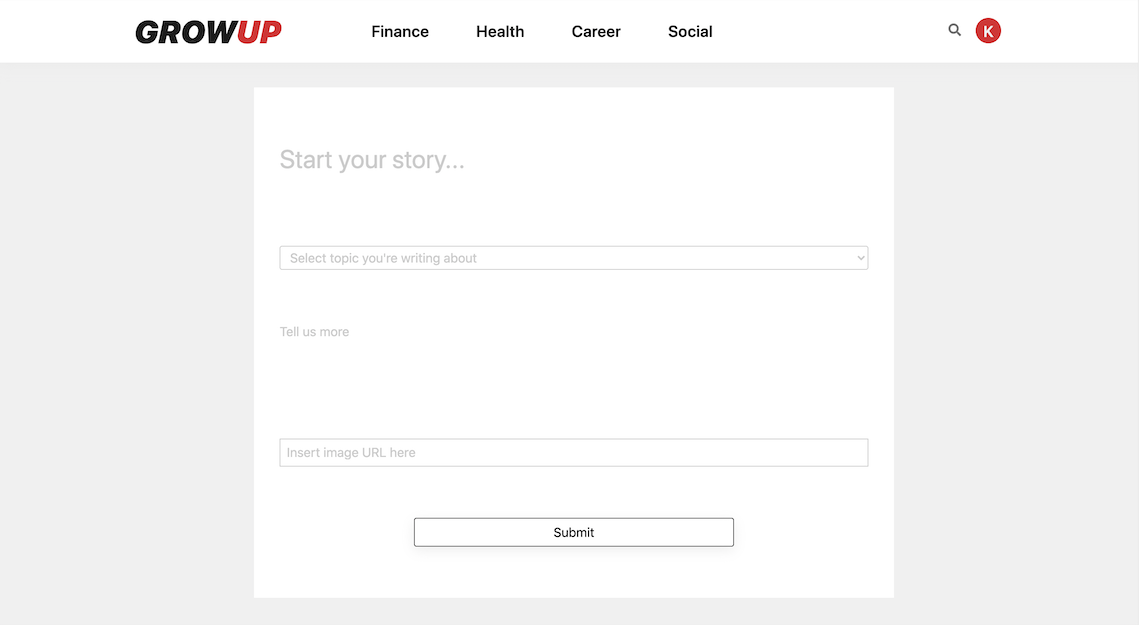 GROWUP
Finance Health Career Social
K
Start your story...
Select topic you're writing about
Tell us more
Insert image URL here
Submit